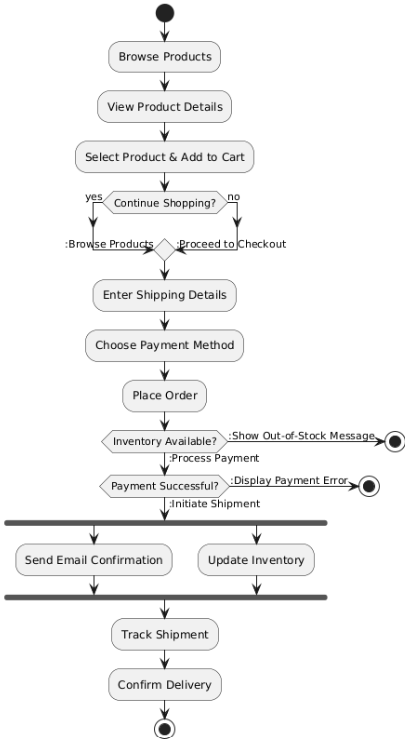 Browse Products
View Product Details
Select Product & Add to Cart
yes
Continue Shopping?
no
:Browse Products
:Proceed to Checkout
Enter Shipping Details
Choose Payment Method
Place Order
Inventory Available?
:Show Out-of-Stock Message
:Process Payment
Payment Successful?
:Display Payment Error
:Initiate Shipment
Send Email Confirmation
Update Inventory
Track Shipment
Confirm Delivery